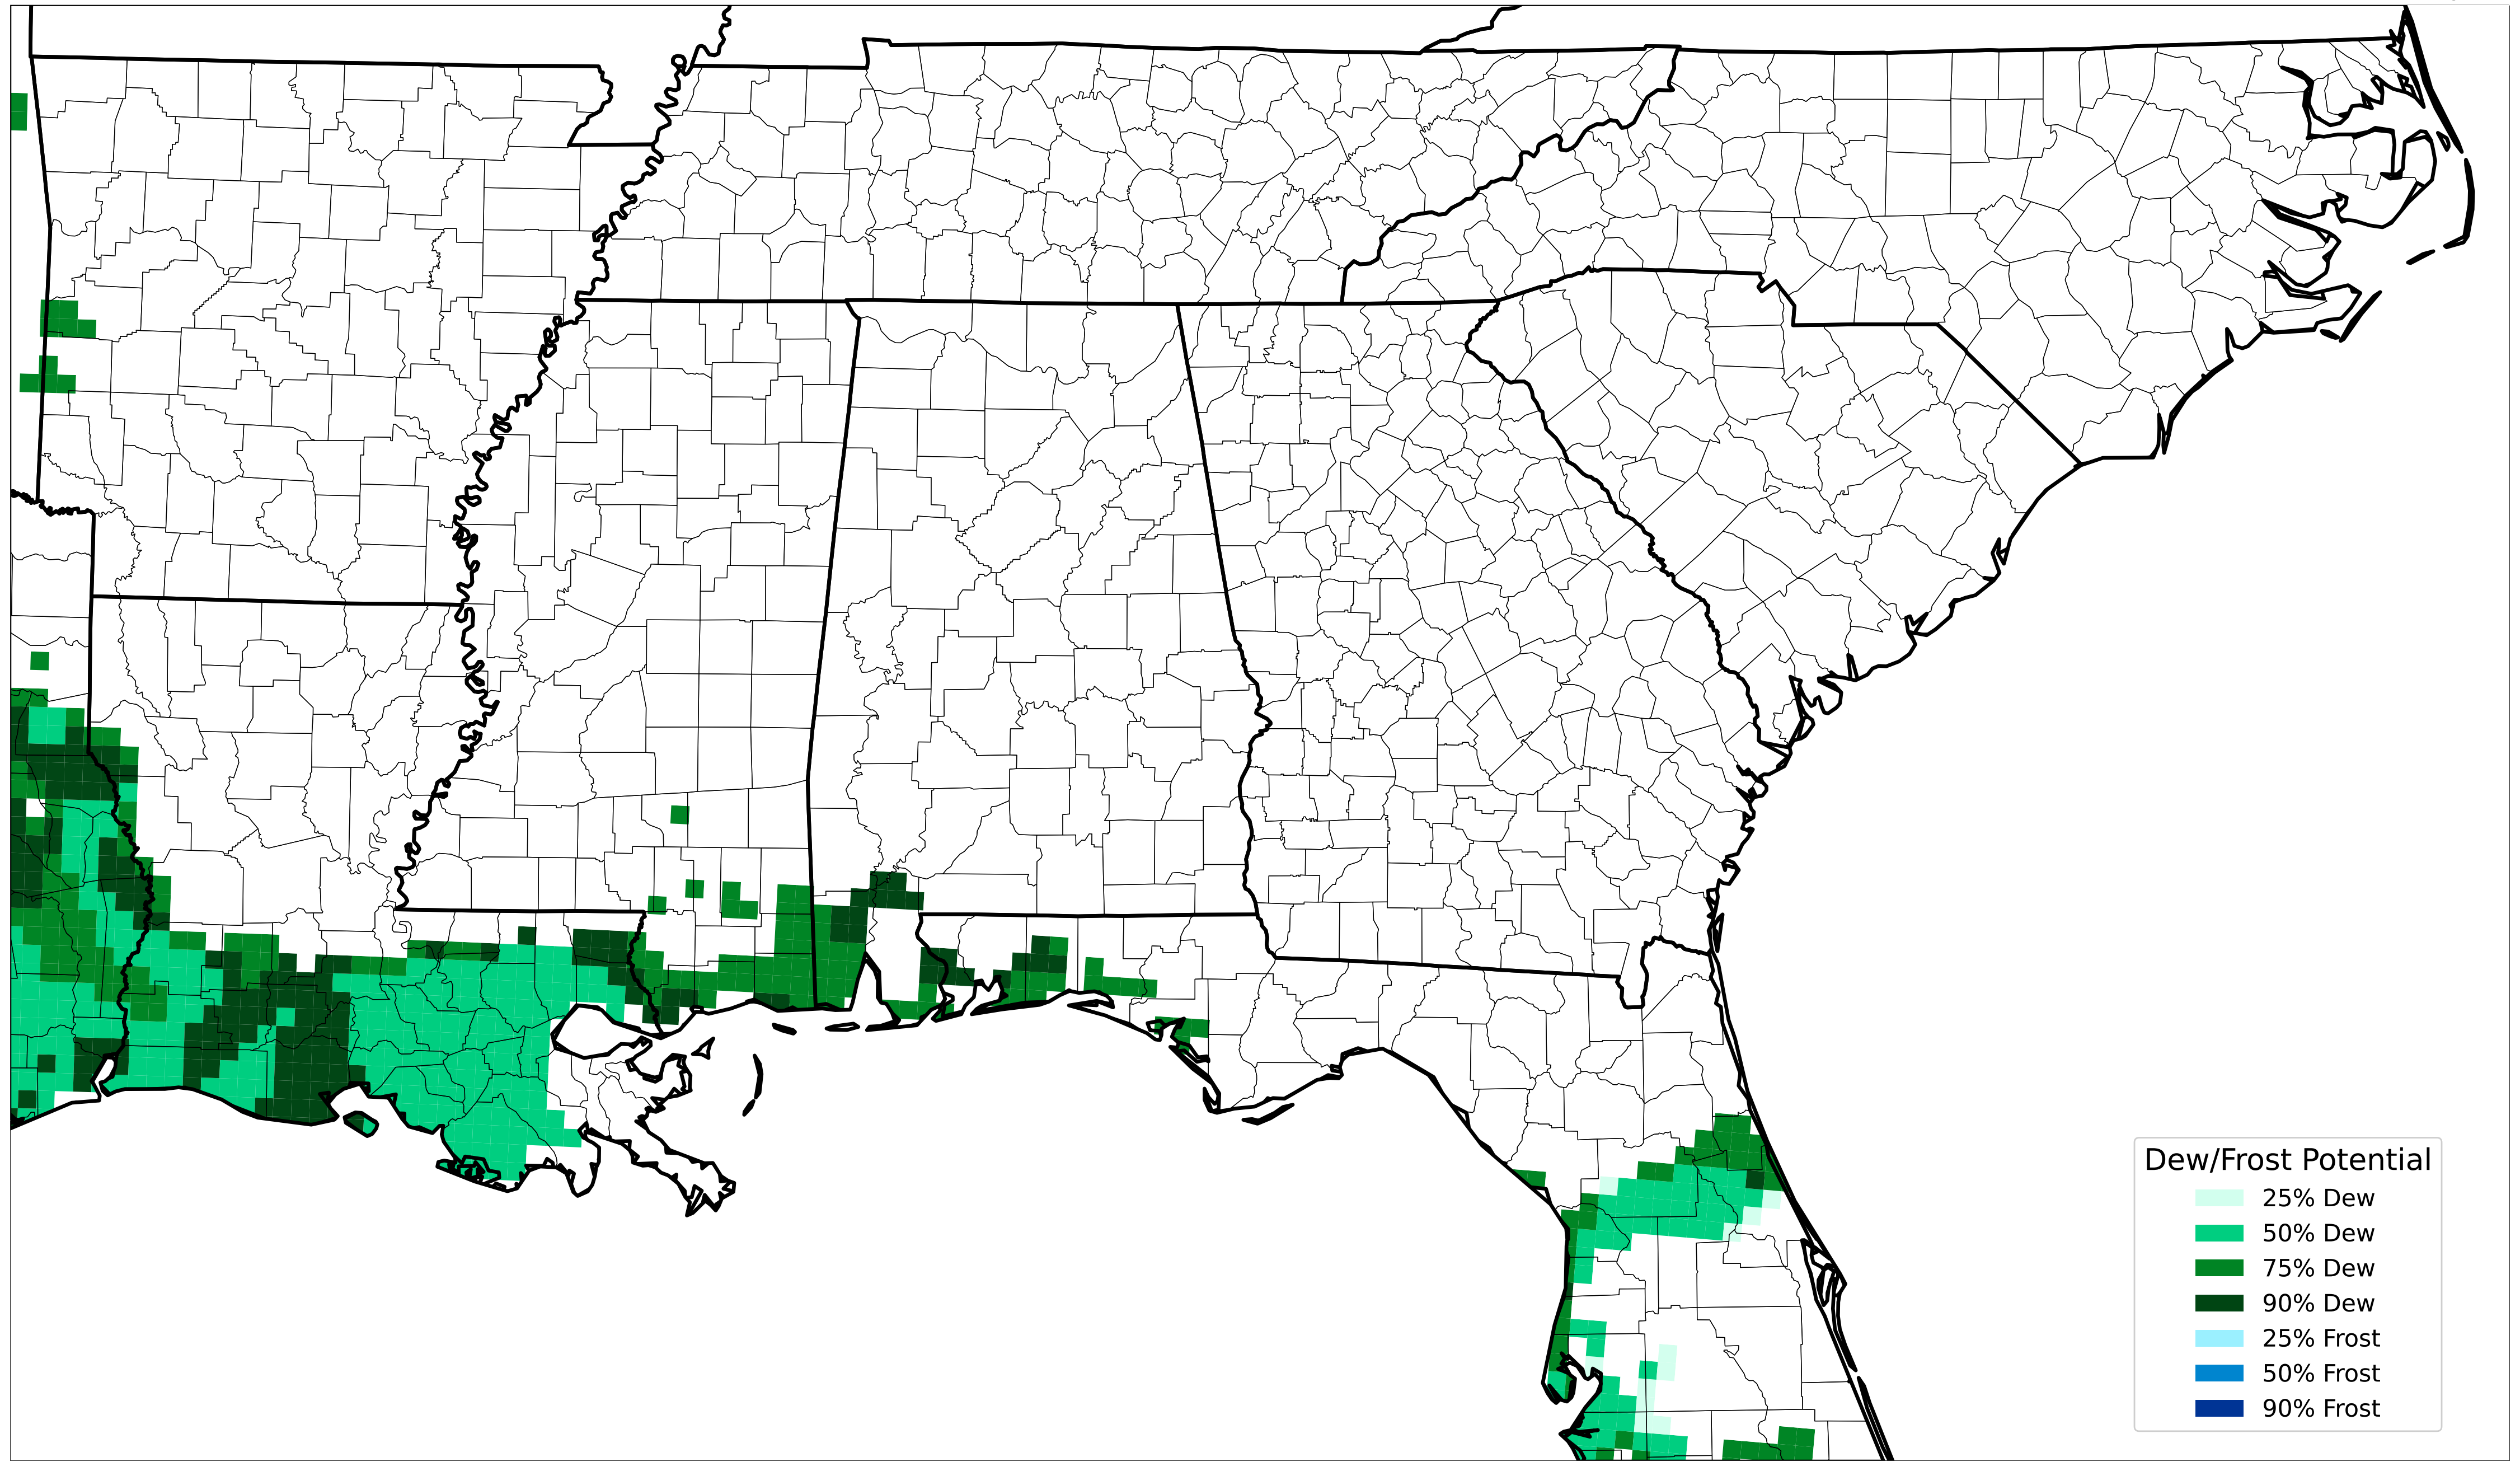 Dew/Frost Potential
25% Dew
50% Dew
75% Dew
90% Dew
25% Frost
50% Frost
90% Frost